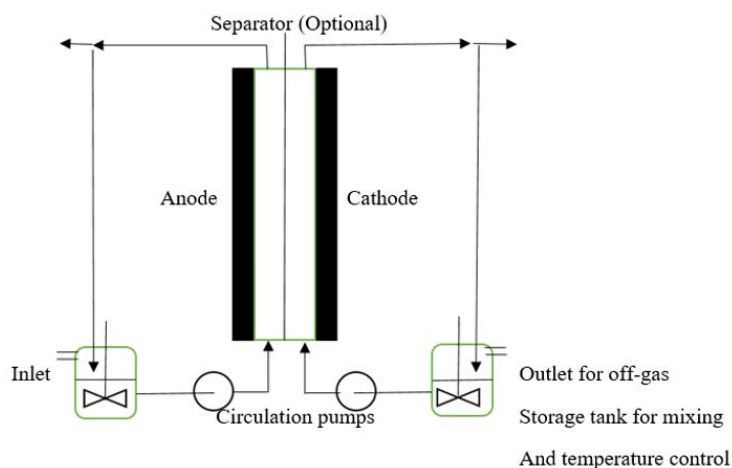 Separator (Optional)
Anode
Cathode
Inlet
Circulation pumps
Outlet for off-gas
Storage tank for mixing
And temperature control